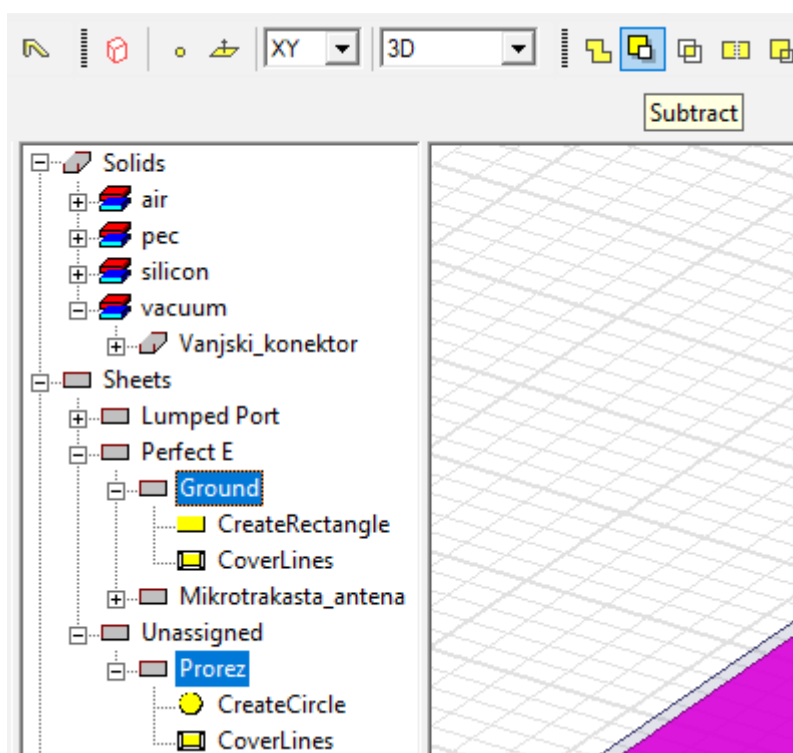 XY 3D
Subtract
Solids
air
pec
silicon
vacuum
Vanjski_konektor
Sheets
Lumped Port
Perfect E
Ground
CreateRectangle
CoverLines
Mikrotrakasta_antena
Unassigned
Prorez
CreateCircle
CoverLines